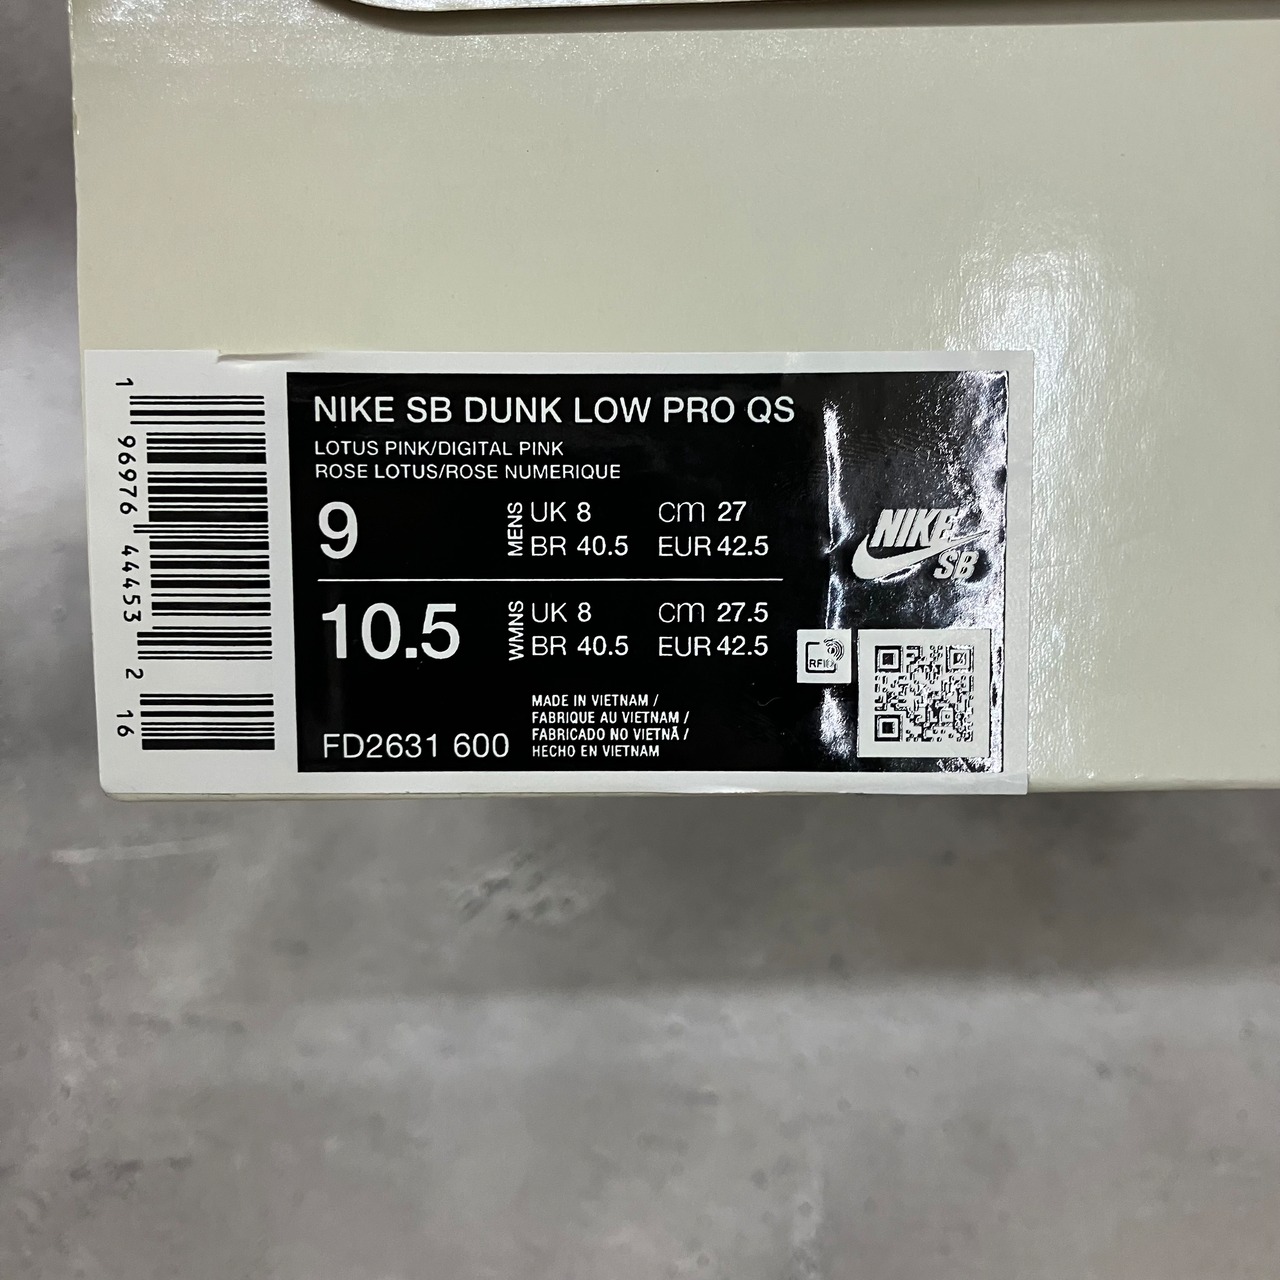 1 96976 44453 2 16
NIKE SB DUNK LOW PRO QS
LOTUS PINK/DIGITAL PINK
ROSE LOTUS/ROSE NUMERIQUE
9 MENS UK 8 CM 27
BR 40.5 EUR 42.5
10.5 WMNS UK 8 CM 27.5
BR 40.5 EUR 42.5
MADE IN VIETNAM /
FABRIQUE AU VIETNAM /
FABRICADO NO VIETNÃ /
HECHO EN VIETNAM
FD2631 600
NIKE
SB
RFID